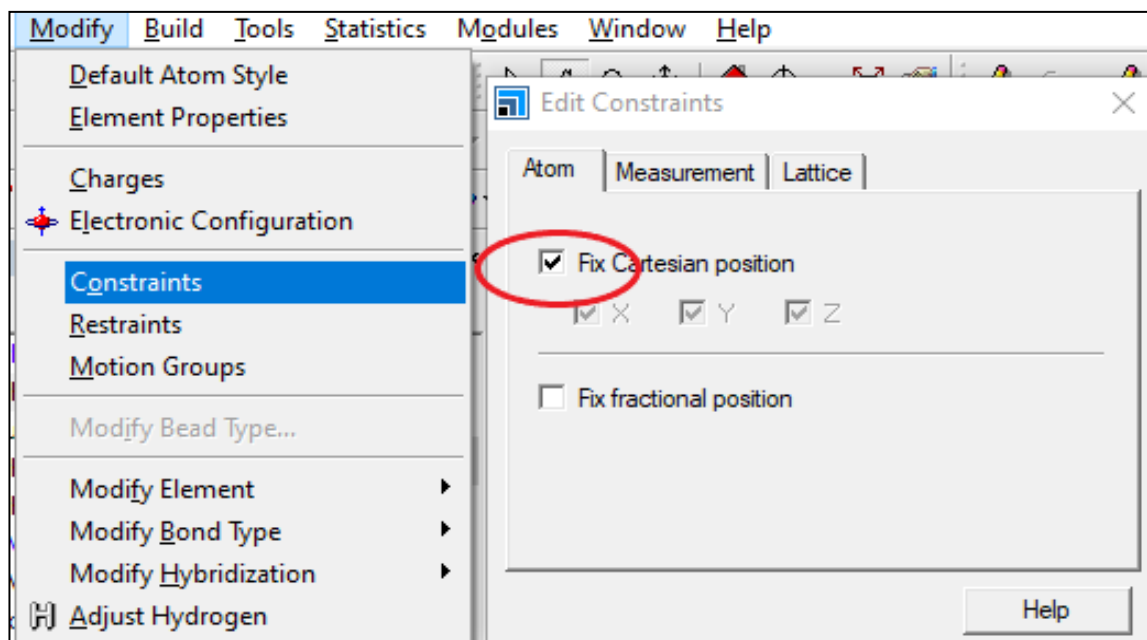 Modify Build Tools Statistics Modules Window Help
Default Atom Style
Element Properties
Charges
Electronic Configuration
Constraints
Restraints
Motion Groups
Modify Bead Type...
Modify Element
Modify Bond Type
Modify Hybridization
Adjust Hydrogen
Edit Constraints
Atom Measurement Lattice
Fix Cartesian position
X Y Z
Fix fractional position
Help